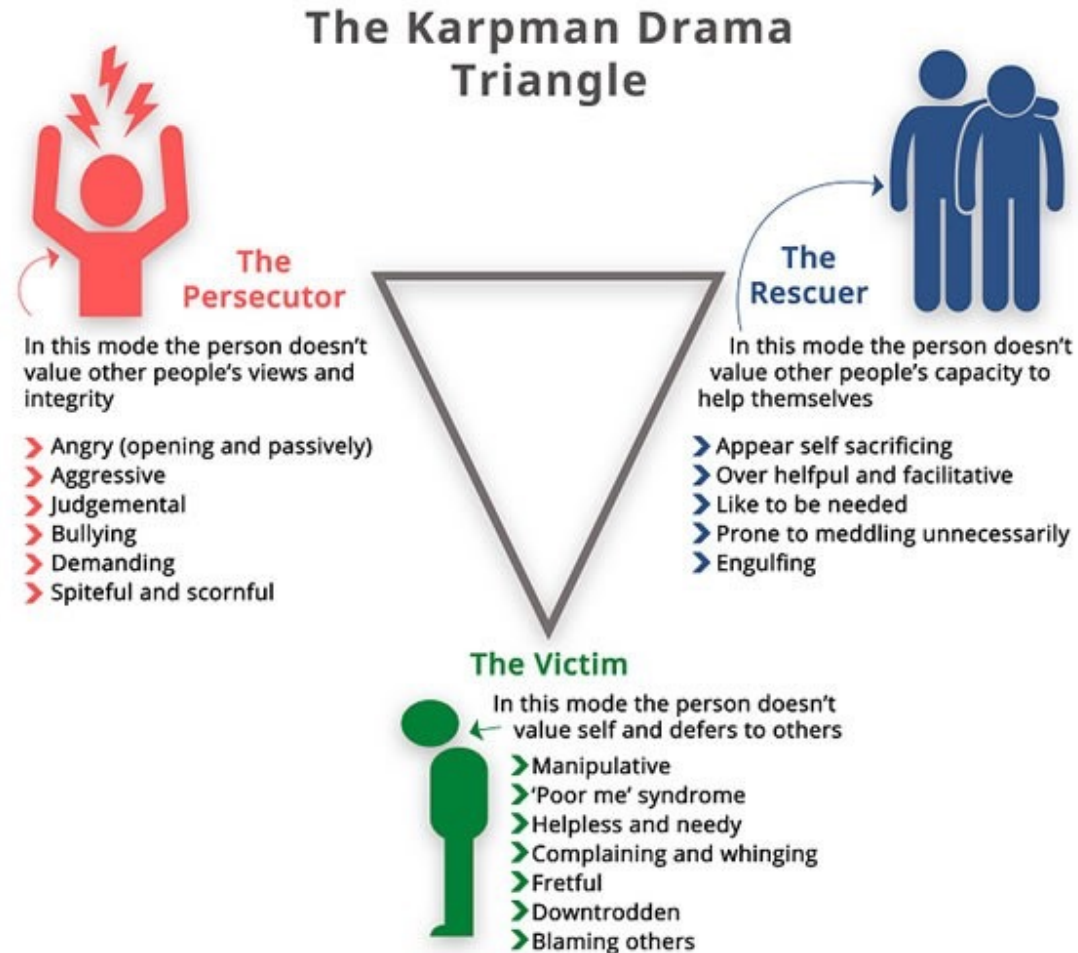 The Karpman Drama
Triangle
The
Persecutor
In this mode the person doesn't
value other people's views and
integrity
Angry (opening and passively)
Aggressive
Judgemental
Bullying
Demanding
Spiteful and scornful
The
Rescuer
In this mode the person doesn't
value other people's capacity to
help themselves
Appear self sacrificing
Over helfpul and facilitative
Like to be needed
Prone to meddling unnecessarily
Engulfing
The Victim
In this mode the person doesn't
value self and defers to others
Manipulative
'Poor me' syndrome
Helpless and needy
Complaining and whinging
Fretful
Downtrodden
Blaming others